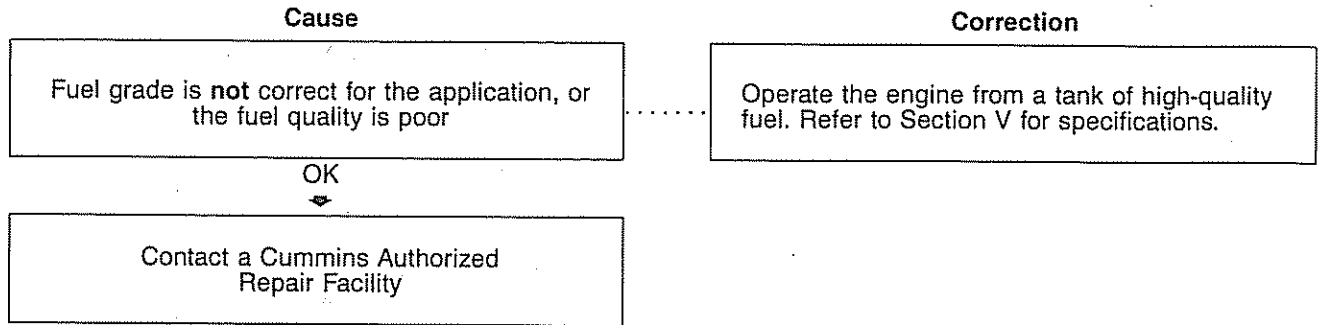 Cause
Correction
Fuel grade is not correct for the application, or
the fuel quality is poor
Operate the engine from a tank of high-quality
fuel. Refer to Section V for specifications.
OK
Contact a Cummins Authorized
Repair Facility